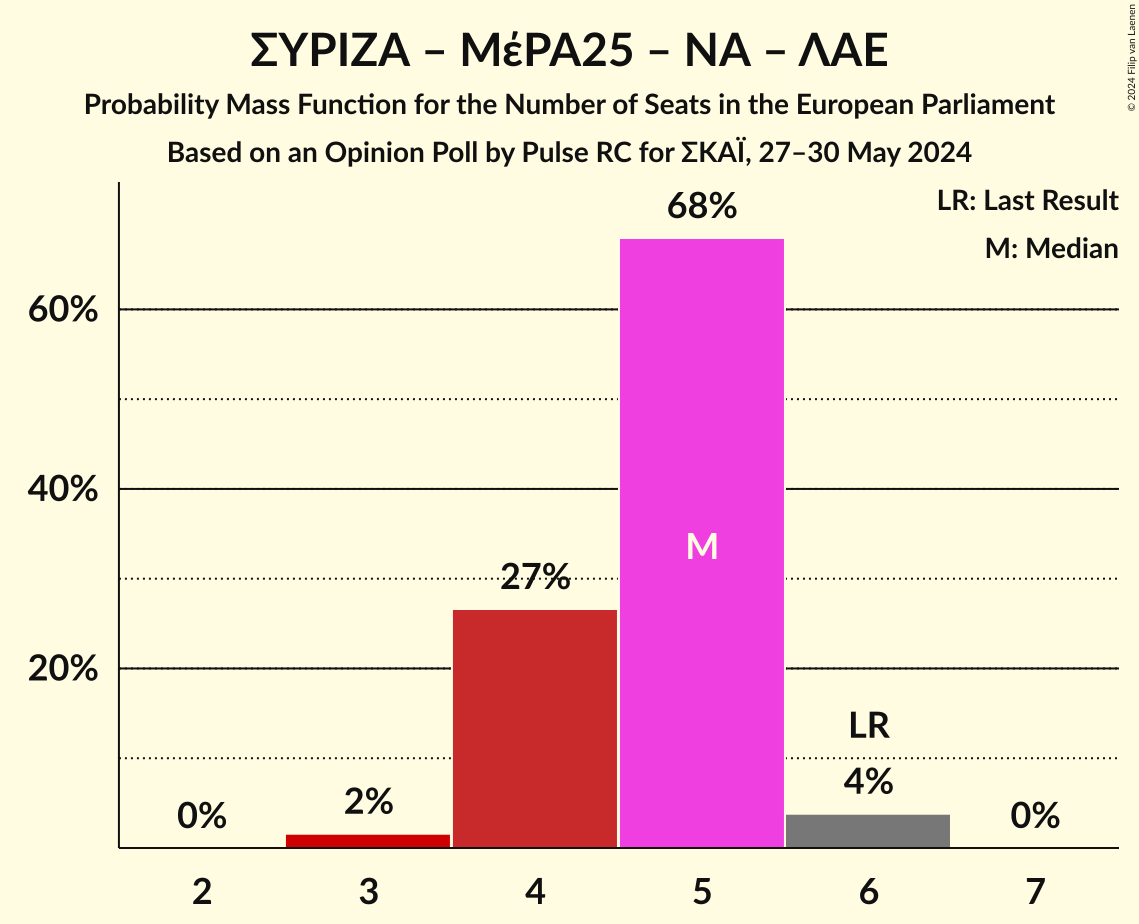 ΣΥΡΙΖΑ – ΜέΡΑ25 – ΝΑ – ΛΑΕ
Probability Mass Function for the Number of Seats in the European Parliament
Based on an Opinion Poll by Pulse RC for ΣΚΑΪ, 27–30 May 2024
© 2024 Filip van Laenen
LR: Last Result
M: Median
68%
60%
40%
M
27%
20%
LR
4%
2%
0%
0%
2 3 4 5 6 7